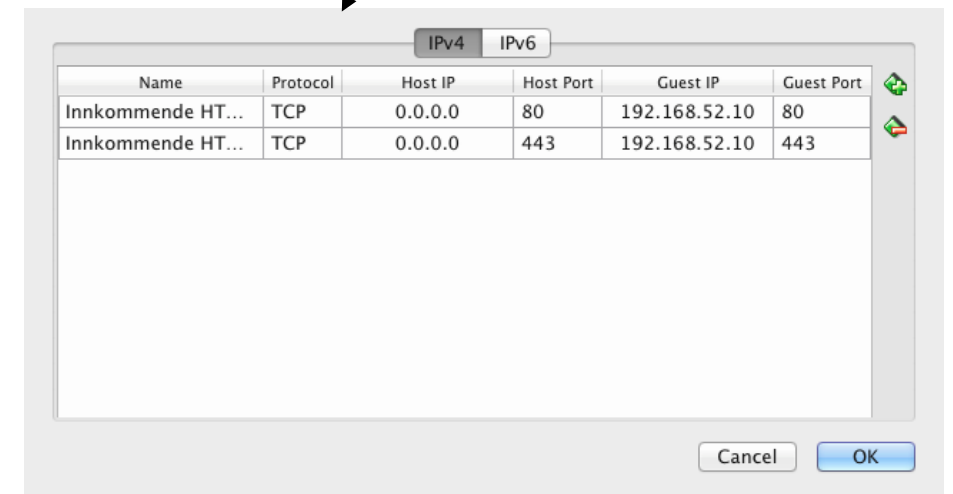 IPv4 IPv6
Name Protocol Host IP Host Port Guest IP Guest Port
Innkommende HT... TCP 0.0.0.0 80 192.168.52.10 80
Innkommende HT... TCP 0.0.0.0 443 192.168.52.10 443
Cancel OK